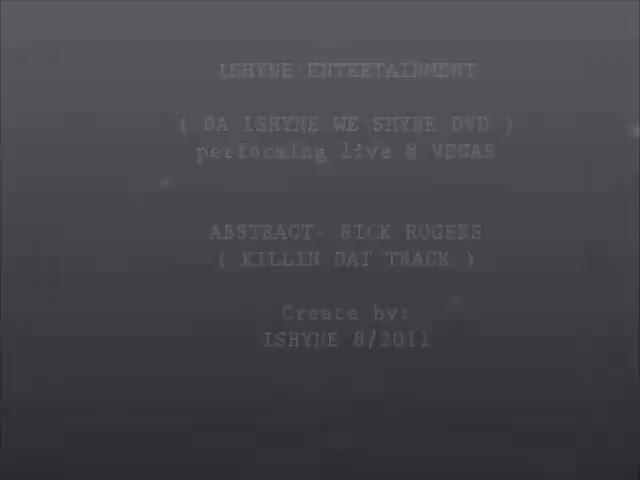 ISHYNE ENTERTAINMENT
( DA ISHYNE WE SHYNE DVD )
performing live @ VEGAS
ABSTRACT- RICK ROGERS
( KILLIN DAT TRACK )
Create by:
ISHYNE 8/2011